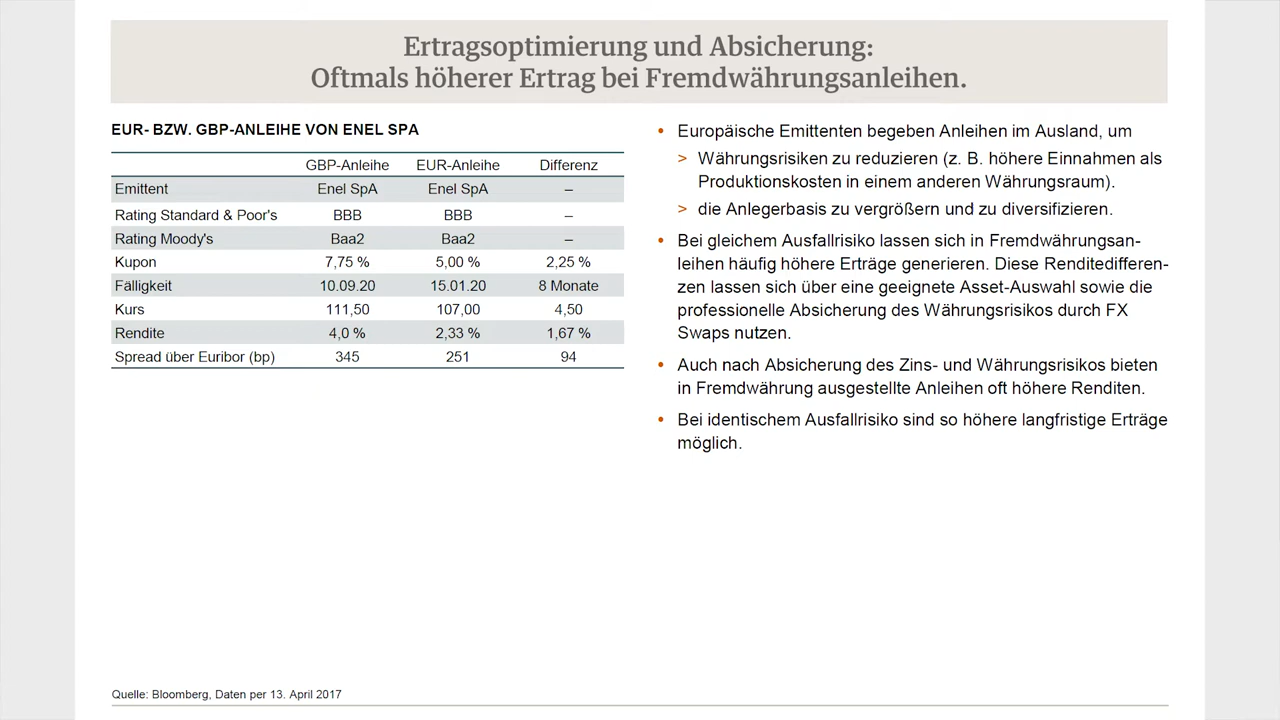 Ertragsoptimierung und Absicherung:
Oftmals höherer Ertrag bei Fremdwährungsanleihen.
EUR- BZW. GBP-ANLEIHE VON ENEL SPA
GBP-Anleihe EUR-Anleihe Differenz
Emittent Enel SpA Enel SpA –
Rating Standard & Poor's BBB BBB –
Rating Moody's Baa2 Baa2 –
Kupon 7,75 % 5,00 % 2,25 %
Fälligkeit 10.09.20 15.01.20 8 Monate
Kurs 111,50 107,00 4,50
Rendite 4,0 % 2,33 % 1,67 %
Spread über Euribor (bp) 345 251 94
• Europäische Emittenten begeben Anleihen im Ausland, um
> Währungsrisiken zu reduzieren (z. B. höhere Einnahmen als
Produktionskosten in einem anderen Währungsraum).
> die Anlegerbasis zu vergrößern und zu diversifizieren.
• Bei gleichem Ausfallrisiko lassen sich in Fremdwährungsan-
leihen häufig höhere Erträge generieren. Diese Renditedifferen-
zen lassen sich über eine geeignete Asset-Auswahl sowie die
professionelle Absicherung des Währungsrisikos durch FX
Swaps nutzen.
• Auch nach Absicherung des Zins- und Währungsrisikos bieten
in Fremdwährung ausgestellte Anleihen oft höhere Renditen.
• Bei identischem Ausfallrisiko sind so höhere langfristige Erträge
möglich.
Quelle: Bloomberg, Daten per 13. April 2017